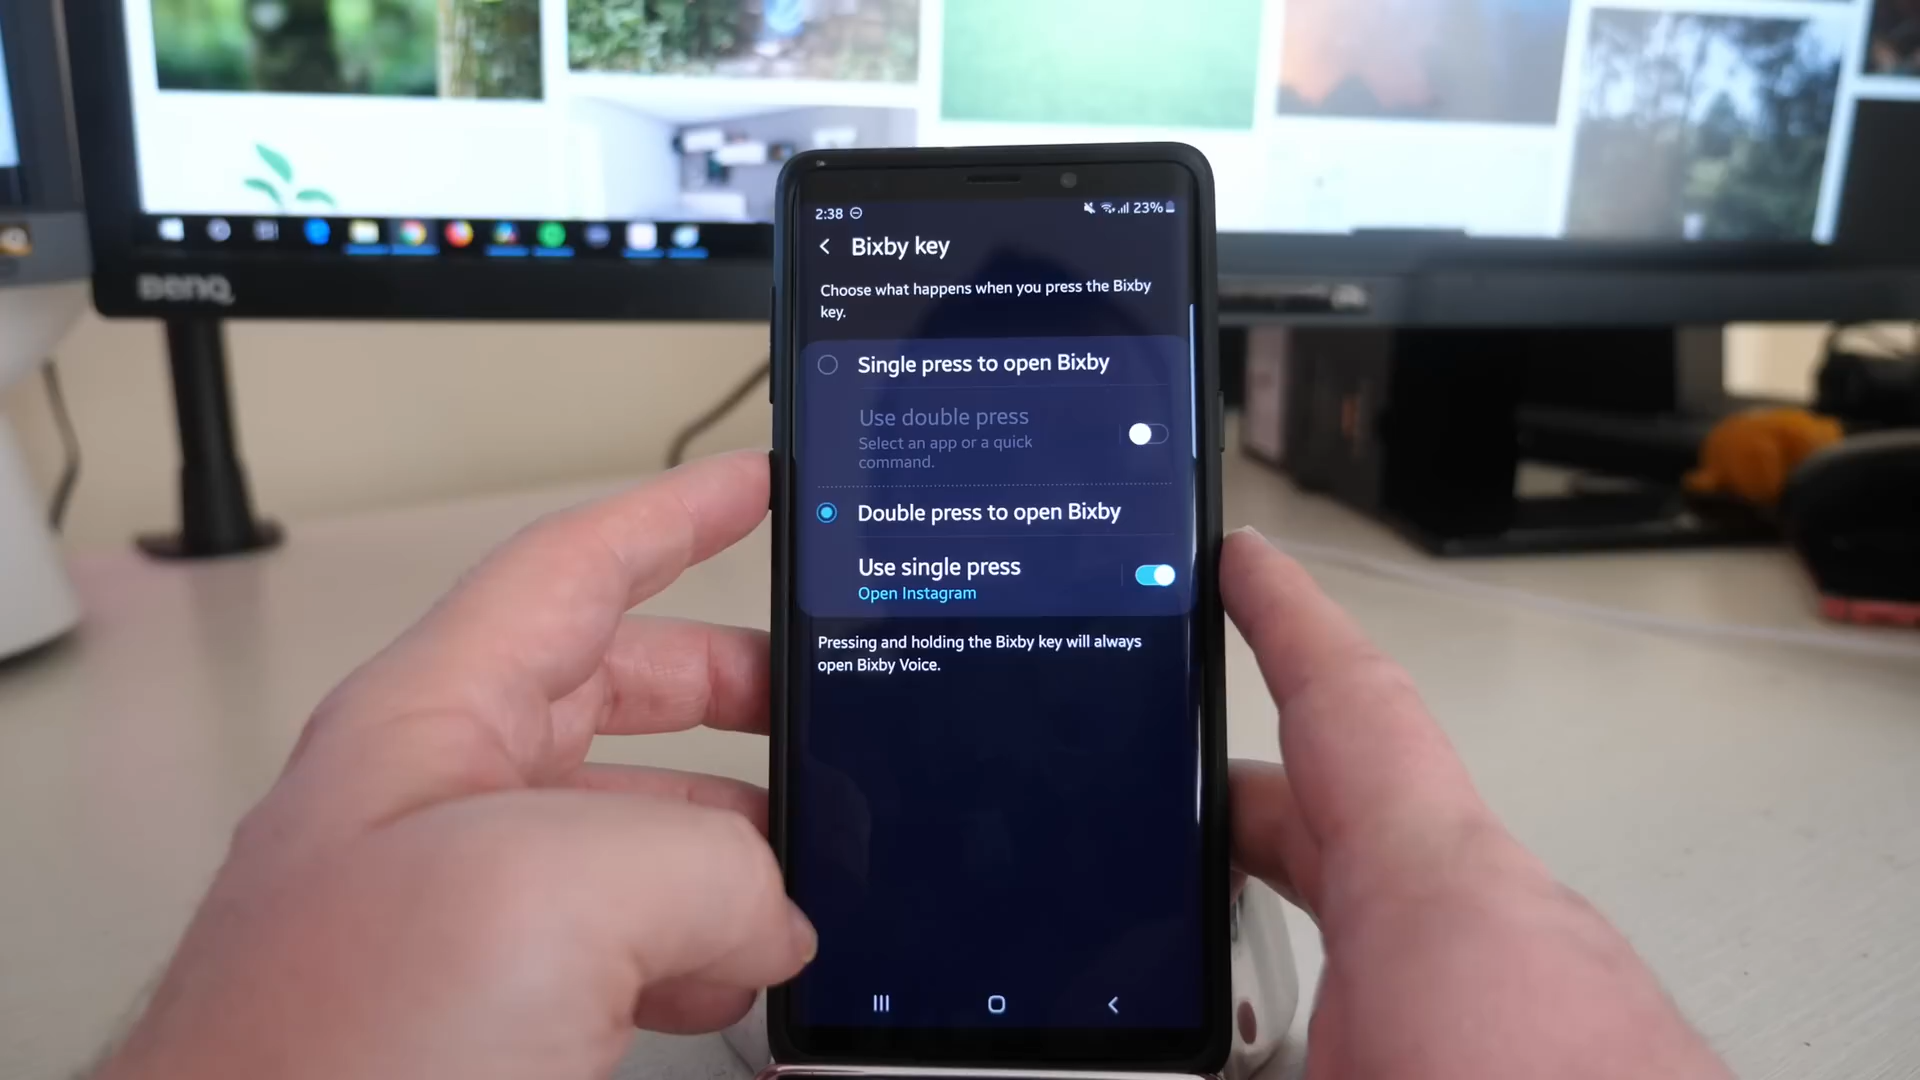 BenQ
2:38
23%
Bixby key
Choose what happens when you press the Bixby
key.
Single press to open Bixby
Use double press
Select an app or a quick
command.
Double press to open Bixby
Use single press
Open Instagram
Pressing and holding the Bixby key will always
open Bixby Voice.